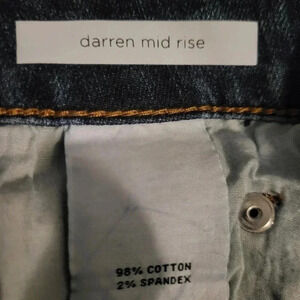 darren mid rise
98% COTTON
2% SPANDEX